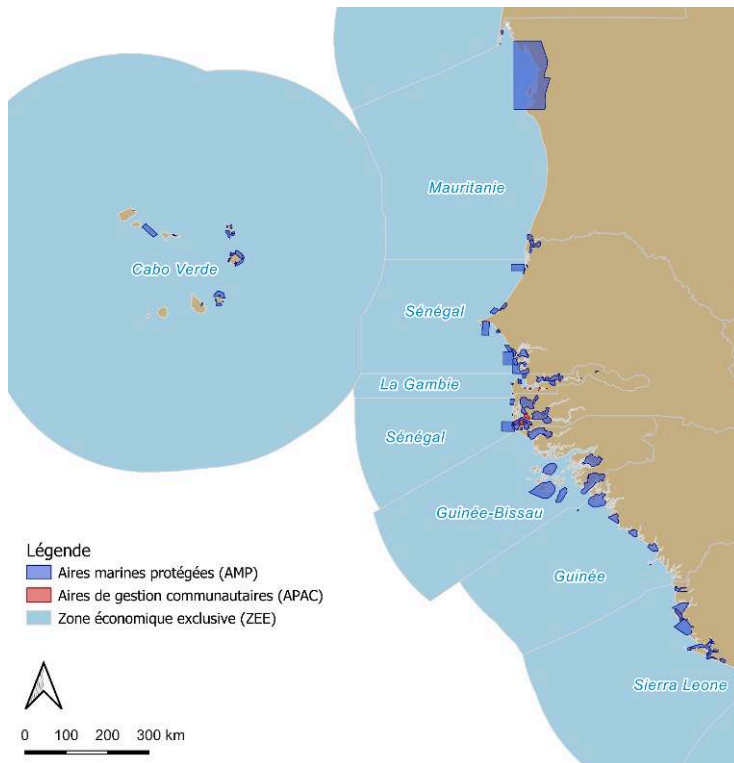 Mauritanie
Cabo Verde
Sénégal
La Gambie
Sénégal
Guinée-Bissau
Guinée
Sierra Leone
Légende
Aires marines protégées (AMP)
Aires de gestion communautaires (APAC)
Zone économique exclusive (ZEE)
0 100 200 300 km